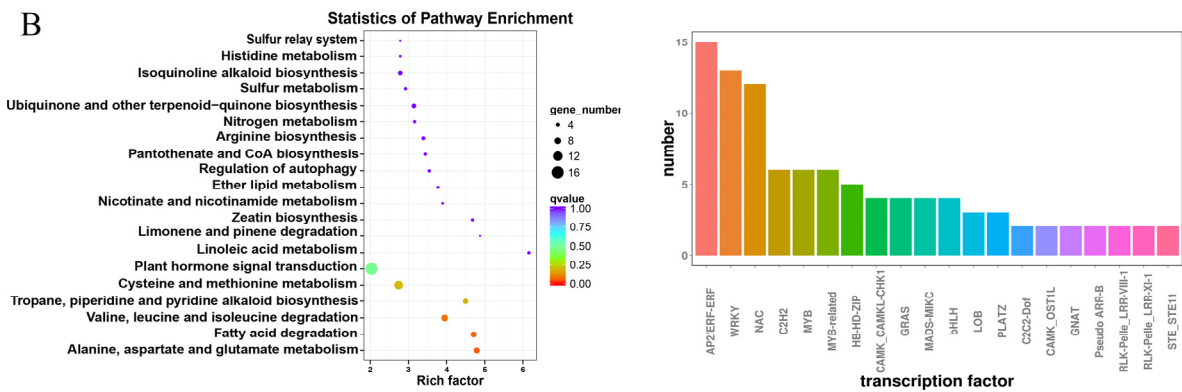 B
Statistics of Pathway Enrichment
Sulfur relay system
Histidine metabolism
Isoquinoline alkaloid biosynthesis
Sulfur metabolism
Ubiquinone and other terpenoid−quinone biosynthesis
Nitrogen metabolism
Arginine biosynthesis
Pantothenate and CoA biosynthesis
Regulation of autophagy
Ether lipid metabolism
Nicotinate and nicotinamide metabolism
Zeatin biosynthesis
Limonene and pinene degradation
Linoleic acid metabolism
Plant hormone signal transduction
Cysteine and methionine metabolism
Tropane, piperidine and pyridine alkaloid biosynthesis
Valine, leucine and isoleucine degradation
Fatty acid degradation
Alanine, aspartate and glutamate metabolism
2 3 4 5 6
Rich factor
gene_number
4
8
12
16
qvalue
1.00
0.75
0.50
0.25
0.00
number
15
10
5
0
AP2/ERF-ERF
WRKY
NAC
C2H2
MYB
MYB-related
HB-HD-ZIP
CAMK_CAMKL-CHK1
GRAS
MADS-MIKC
bHLH
LOB
PLATZ
C2C2-Dof
CAMK_OST1L
GNAT
Pseudo ARR-B
RLK-Pelle_LRR-VIII-1
RLK-Pelle_LRR-XI-1
STE_STE11
transcription factor